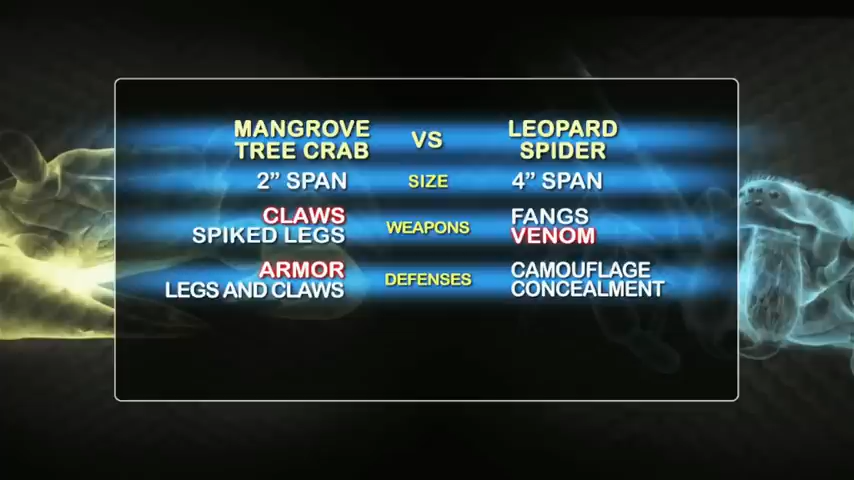 MANGROVE VS LEOPARD
TREE CRAB SPIDER
2” SPAN SIZE 4” SPAN
CLAWS WEAPONS FANGS
SPIKED LEGS VENOM
ARMOR DEFENSES CAMOUFLAGE
LEGS AND CLAWS CONCEALMENT